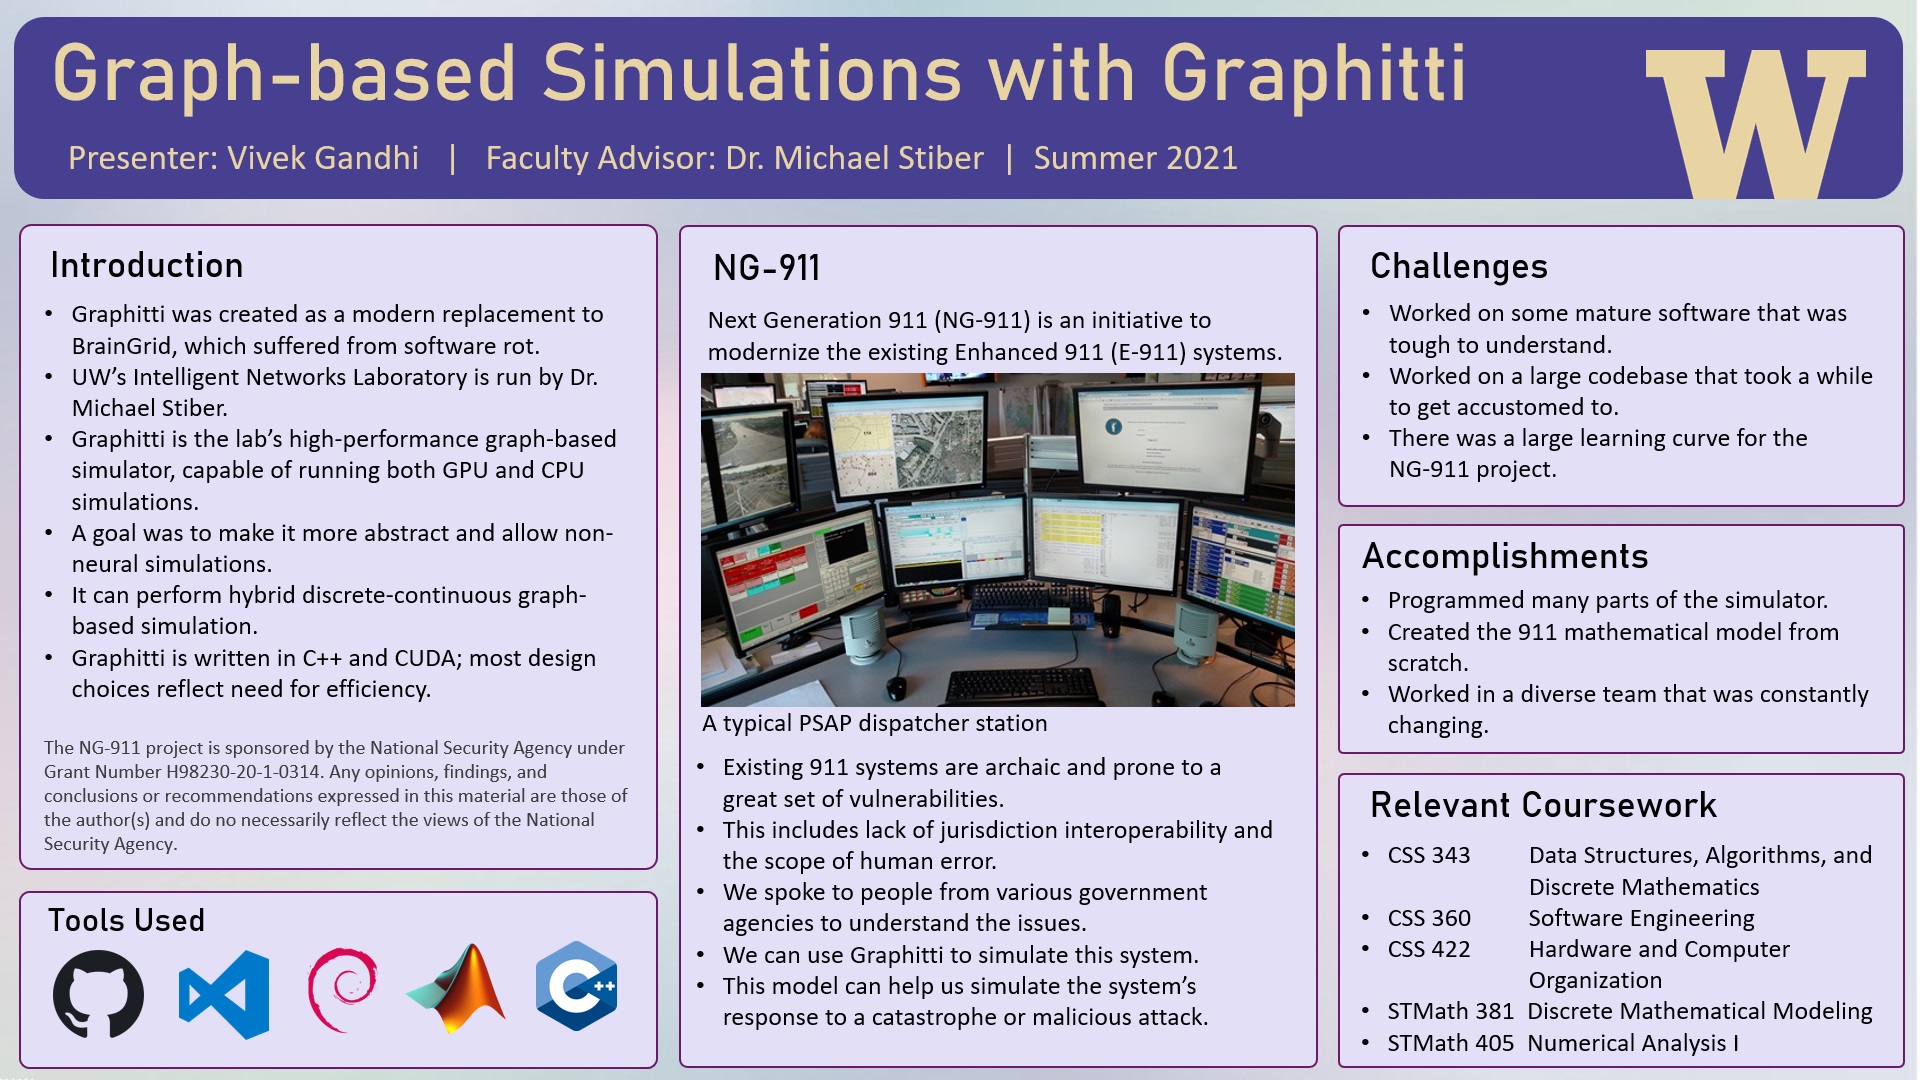 Graph-based Simulations with Graphitti
W
Presenter: Vivek Gandhi | Faculty Advisor: Dr. Michael Stiber | Summer 2021
Introduction
• Graphitti was created as a modern replacement to
BrainGrid, which suffered from software rot.
• UW’s Intelligent Networks Laboratory is run by Dr.
Michael Stiber.
• Graphitti is the lab’s high-performance graph-based
simulator, capable of running both GPU and CPU
simulations.
• A goal was to make it more abstract and allow non-
neural simulations.
• It can perform hybrid discrete-continuous graph-
based simulation.
• Graphitti is written in C++ and CUDA; most design
choices reflect need for efficiency.
The NG-911 project is sponsored by the National Security Agency under
Grant Number H98230-20-1-0314. Any opinions, findings, and
conclusions or recommendations expressed in this material are those of
the author(s) and do no necessarily reflect the views of the National
Security Agency.
Tools Used
C++
NG-911
Next Generation 911 (NG-911) is an initiative to
modernize the existing Enhanced 911 (E-911) systems.
A typical PSAP dispatcher station
• Existing 911 systems are archaic and prone to a
great set of vulnerabilities.
• This includes lack of jurisdiction interoperability and
the scope of human error.
• We spoke to people from various government
agencies to understand the issues.
• We can use Graphitti to simulate this system.
• This model can help us simulate the system’s
response to a catastrophe or malicious attack.
Challenges
• Worked on some mature software that was
tough to understand.
• Worked on a large codebase that took a while
to get accustomed to.
• There was a large learning curve for the
NG-911 project.
Accomplishments
• Programmed many parts of the simulator.
• Created the 911 mathematical model from
scratch.
• Worked in a diverse team that was constantly
changing.
Relevant Coursework
• CSS 343 Data Structures, Algorithms, and
Discrete Mathematics
• CSS 360 Software Engineering
• CSS 422 Hardware and Computer
Organization
• STMath 381 Discrete Mathematical Modeling
• STMath 405 Numerical Analysis I